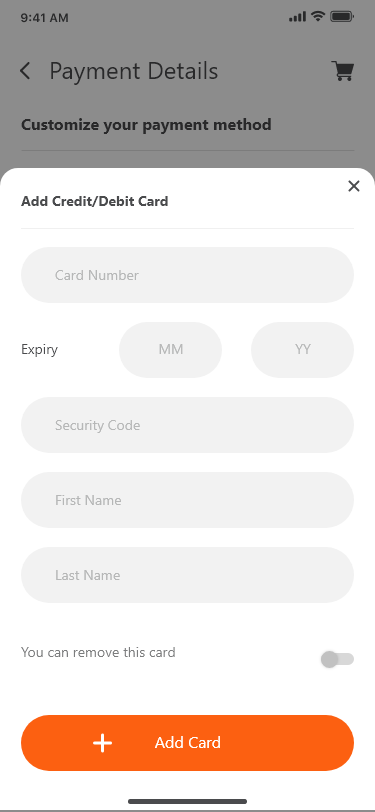 9:41 AM
Payment Details
Customize your payment method
Add Credit/Debit Card
Card Number
Expiry
MM
YY
Security Code
First Name
Last Name
You can remove this card
Add Card